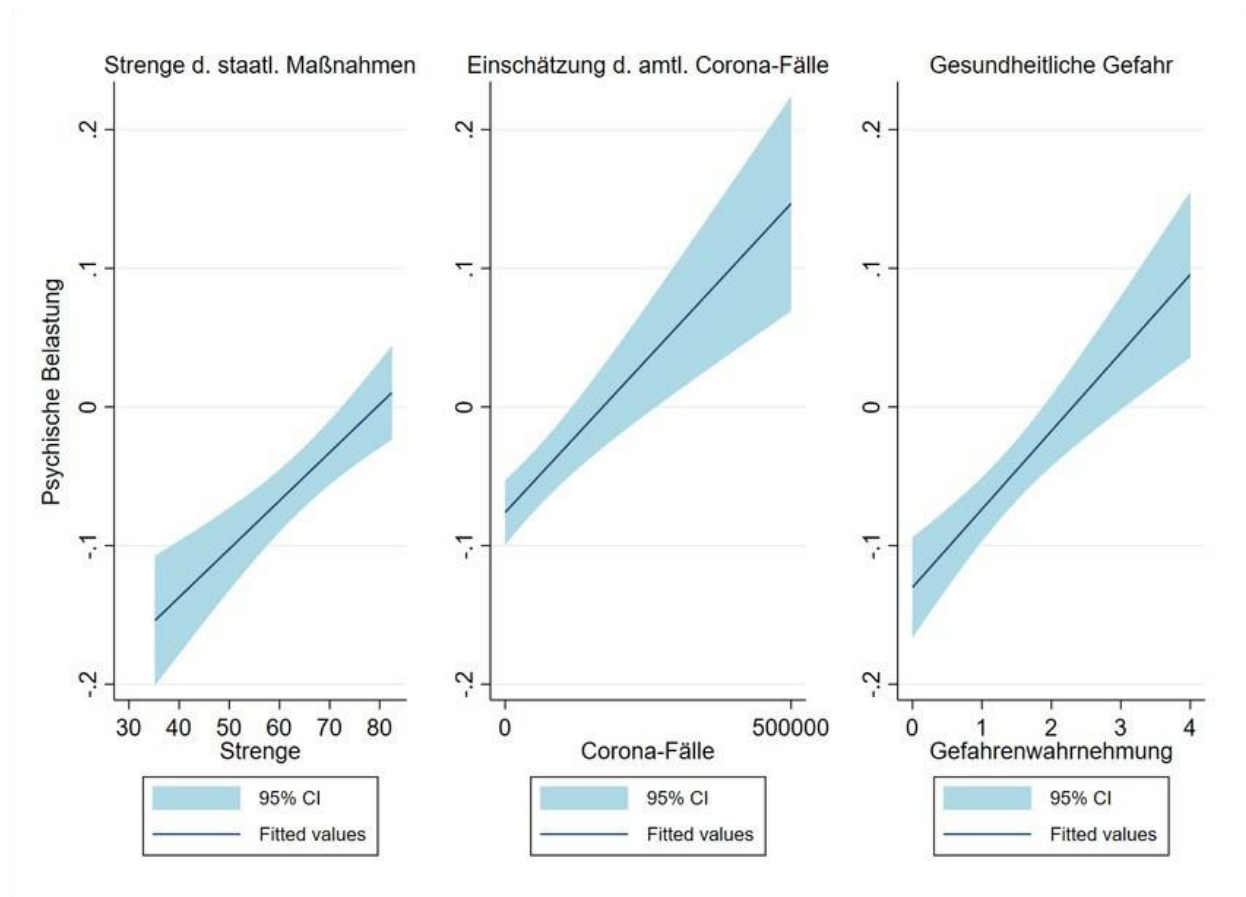 Strenge d. staatl. Maßnahmen
Psychische Belastung
.2
.1
0
-.1
-.2
30 40 50 60 70 80
Strenge
95% CI
Fitted values
Einschätzung d. amtl. Corona-Fälle
.2
.1
0
-.1
-.2
0 500000
Corona-Fälle
95% CI
Fitted values
Gesundheitliche Gefahr
.2
.1
0
-.1
-.2
0 1 2 3 4
Gefahrenwahrnehmung
95% CI
Fitted values